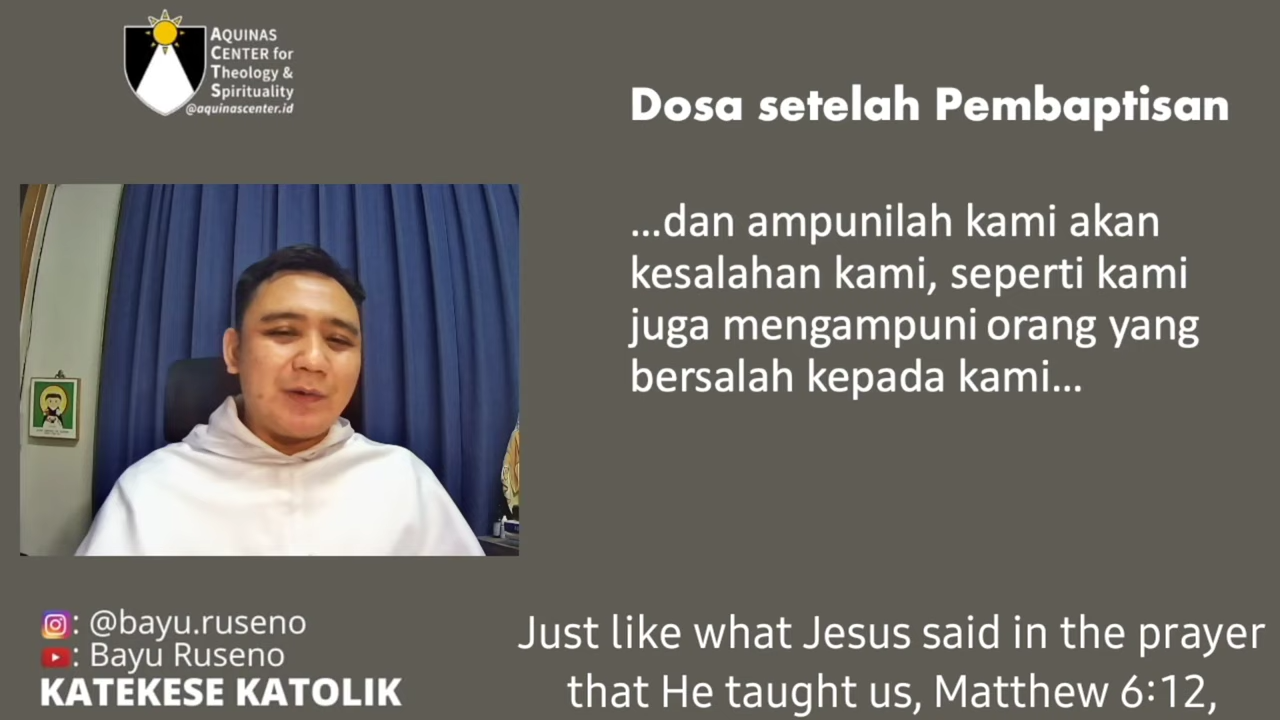 AQUINAS
CENTER for
Theology &
Spirituality
@aquinascenter.id
Dosa setelah Pembaptisan
...dan ampunilah kami akan
kesalahan kami, seperti kami
juga mengampuni orang yang
bersalah kepada kami...
: @bayu.ruseno
: Bayu Ruseno
KATEKESE KATOLIK
Just like what Jesus said in the prayer
that He taught us, Matthew 6:12,